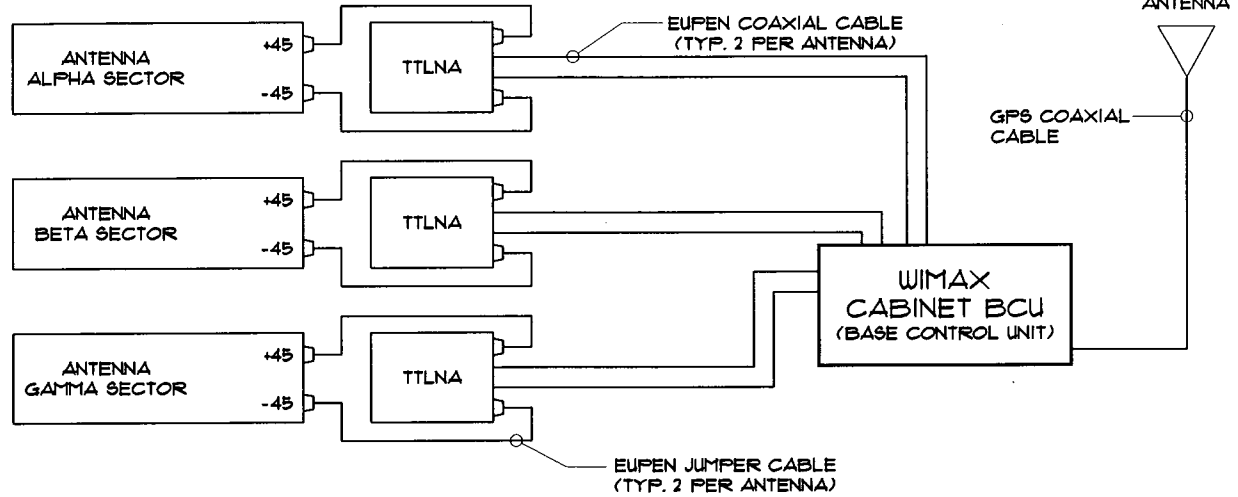 ANTENNA
ANTENNA
ALPHA SECTOR
+45
-45
TTLNA
EUPEN COAXIAL CABLE
(TYP. 2 PER ANTENNA)
GPS COAXIAL
CABLE
ANTENNA
BETA SECTOR
+45
-45
TTLNA
WIMAX
CABINET BCU
(BASE CONTROL UNIT)
ANTENNA
GAMMA SECTOR
+45
-45
TTLNA
EUPEN JUMPER CABLE
(TYP. 2 PER ANTENNA)